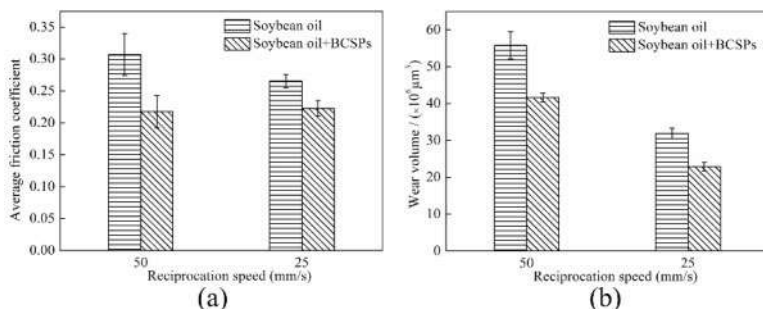 0.35
0.30
0.25
0.20
0.15
0.10
0.05
0.00
Average friction coefficient
Soybean oil
Soybean oil+BCSPs
50
25
Reciprocation speed (mm/s)
(a)
60
50
40
30
20
10
0
Wear volume / (×10⁶μm³)
Soybean oil
Soybean oil+BCSPs
50
25
Reciprocation speed (mm/s)
(b)